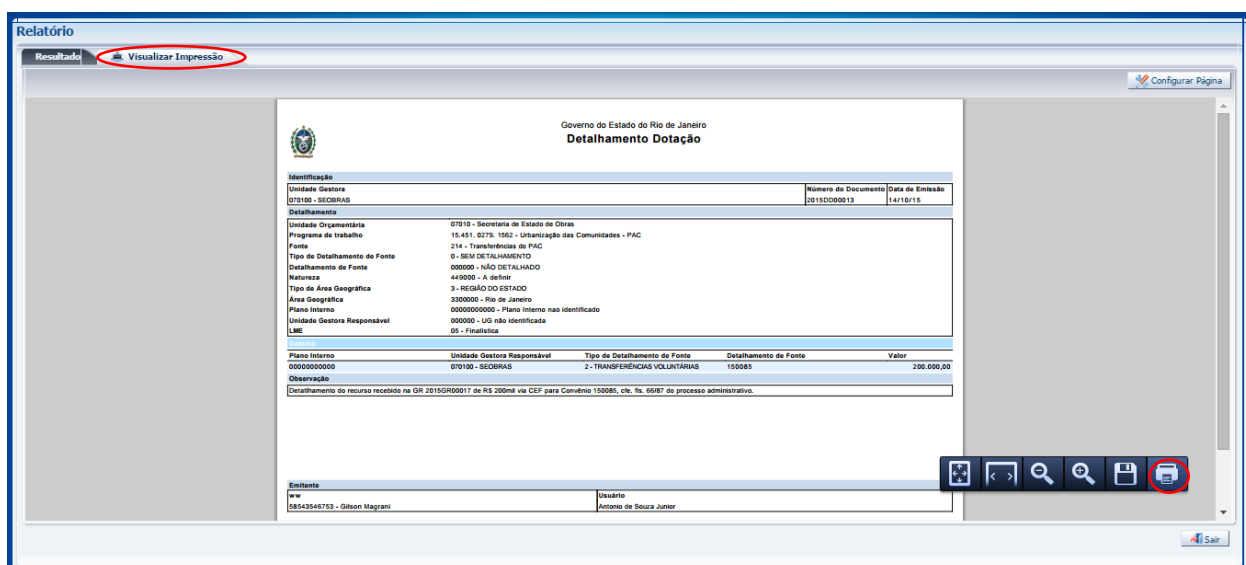 Relatório
Resultado Visualizar Impressão
Configurar Página
Governo do Estado do Rio de Janeiro
Detalhamento Dotação
Identificação
Unidade Gestora Número do Documento Data de Emissão
070100 - SEOBRAS 2015DD00013 14/10/15
Detalhamento
Unidade Orçamentária 07010 - Secretaria de Estado de Obras
Programa de trabalho 15.451. 0279. 1562 - Urbanização das Comunidades - PAC
Fonte 214 - Transferências do PAC
Tipo de Detalhamento de Fonte 0 - SEM DETALHAMENTO
Detalhamento de Fonte 000000 - NÃO DETALHADO
Natureza 449000 - A definir
Tipo de Área Geográfica 3 - REGIÃO DO ESTADO
Área Geográfica 3300000 - Rio de Janeiro
Plano Interno 00000000000 - Plano Interno nao identificado
Unidade Gestora Responsável 000000 - UG não identificada
LME 05 - Finalística
Destino
Plano Interno Unidade Gestora Responsável Tipo de Detalhamento de Fonte Detalhamento de Fonte Valor
00000000000 070100 - SEOBRAS 2 - TRANSFERÊNCIAS VOLUNTÁRIAS 150085 200.000,00
Observação
Detatlhamento do recurso recebido na GR 2015GR00017 de R$ 200mil via CEF para Convênio 150085, cfe. fls. 66/87 do processo administrativo.
Emitente
ww Usuário
58543546753 - Gilson Magrani Antonio de Souza Junior
Sair